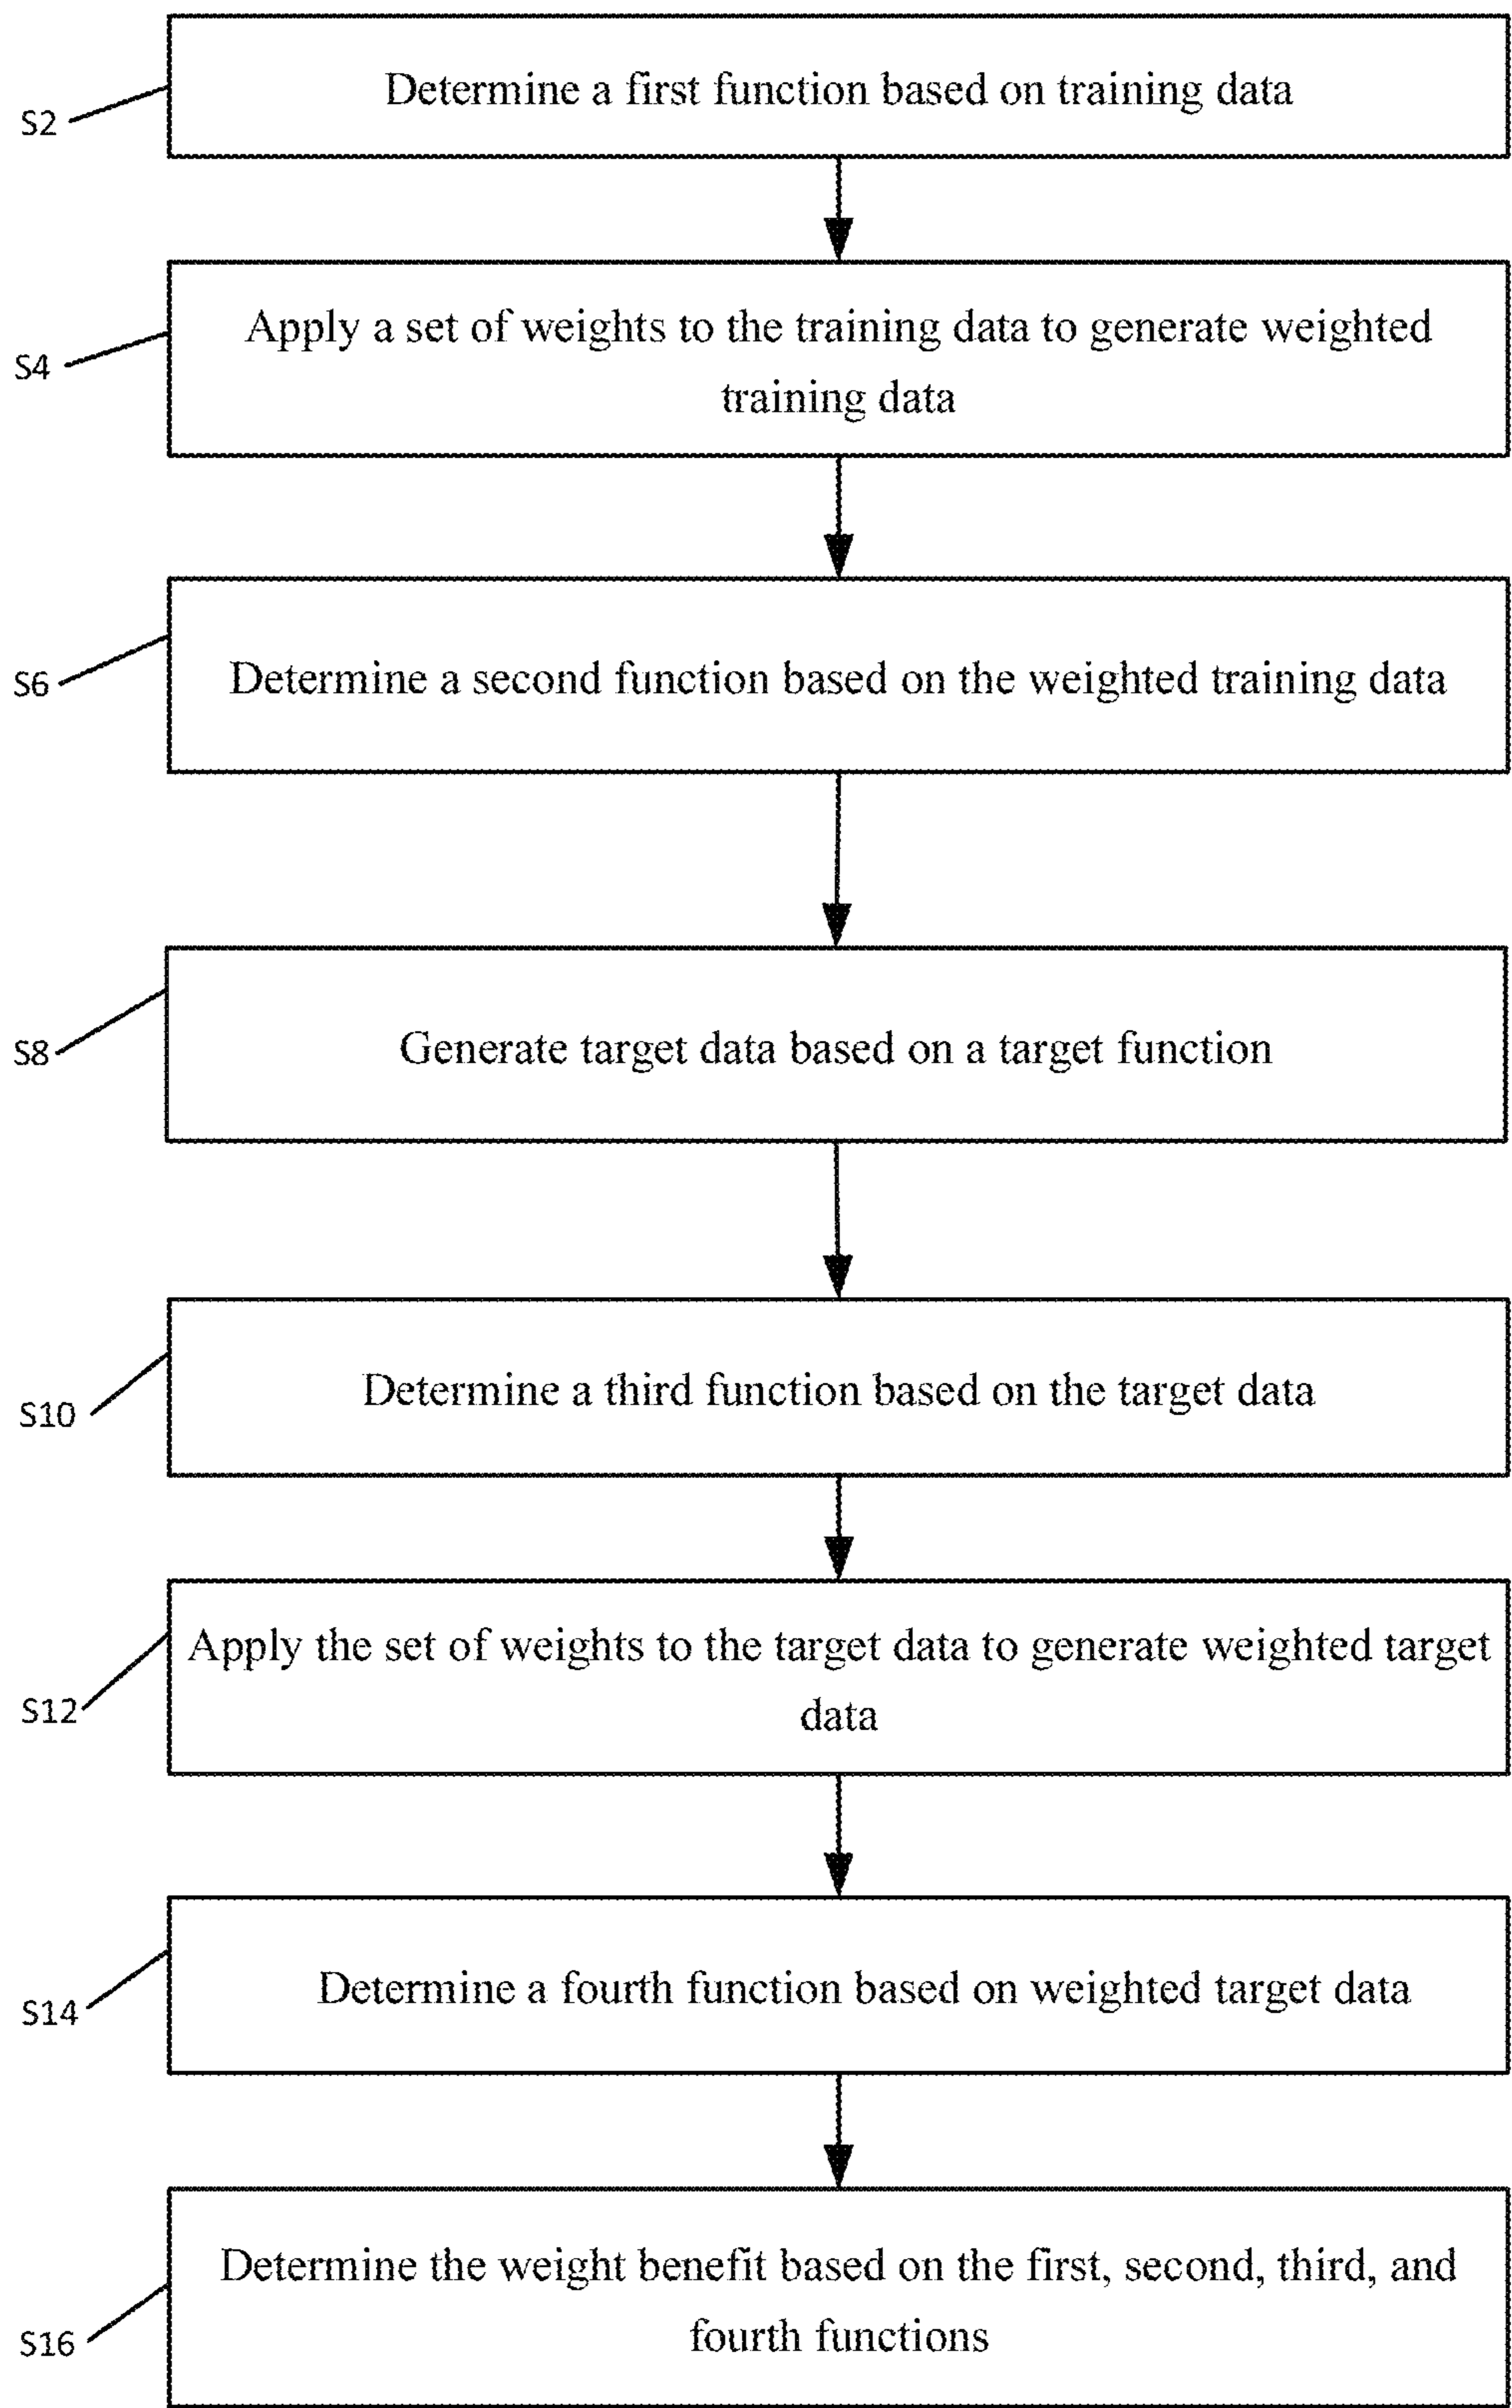 S2
Determine a first function based on training data
S4
Apply a set of weights to the training data to generate weighted
training data
S6
Determine a second function based on the weighted training data
S8
Generate target data based on a target function
S10
Determine a third function based on the target data
S12
Apply the set of weights to the target data to generate weighted target
data
S14
Determine a fourth function based on weighted target data
S16
Determine the weight benefit based on the first, second, third, and
fourth functions